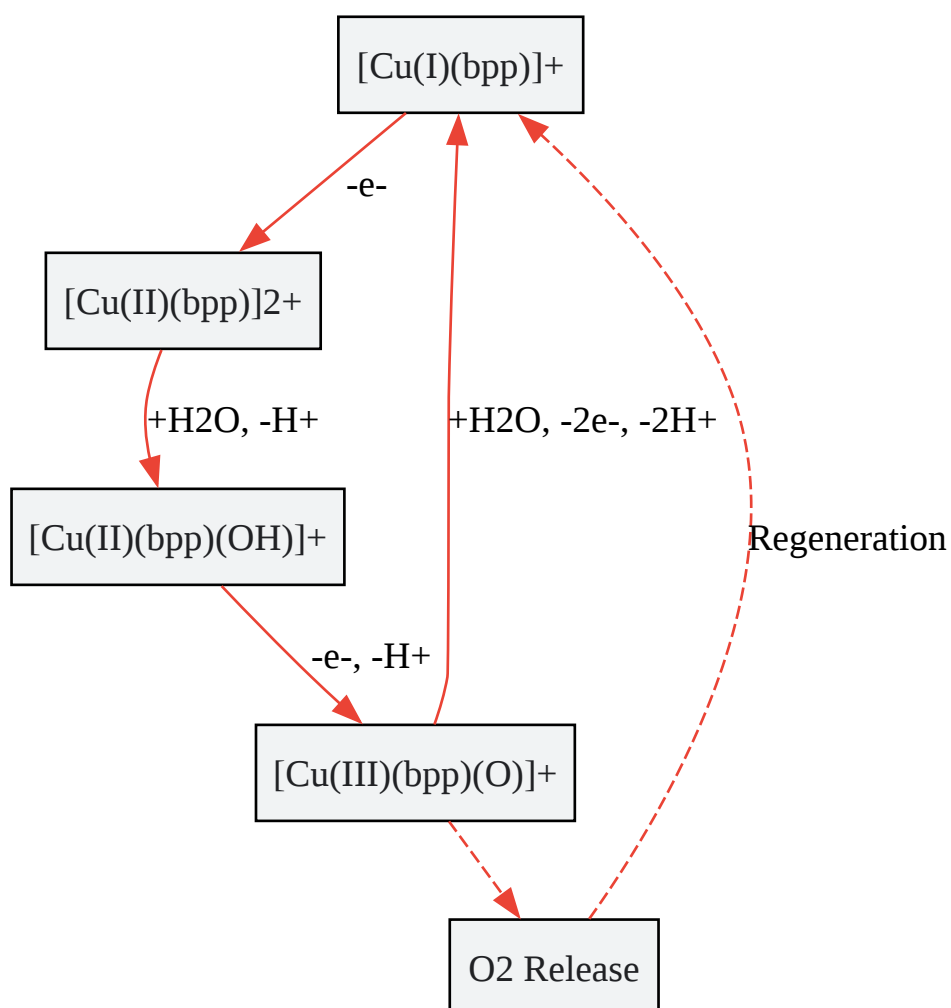 [Cu(I)(bpp)]+
-e-
[Cu(II)(bpp)]2+
+H2O, -H+
+H2O, -2e-, -2H+
[Cu(II)(bpp)(OH)]+
Regeneration
-e-, -H+
[Cu(III)(bpp)(O)]+
O2 Release